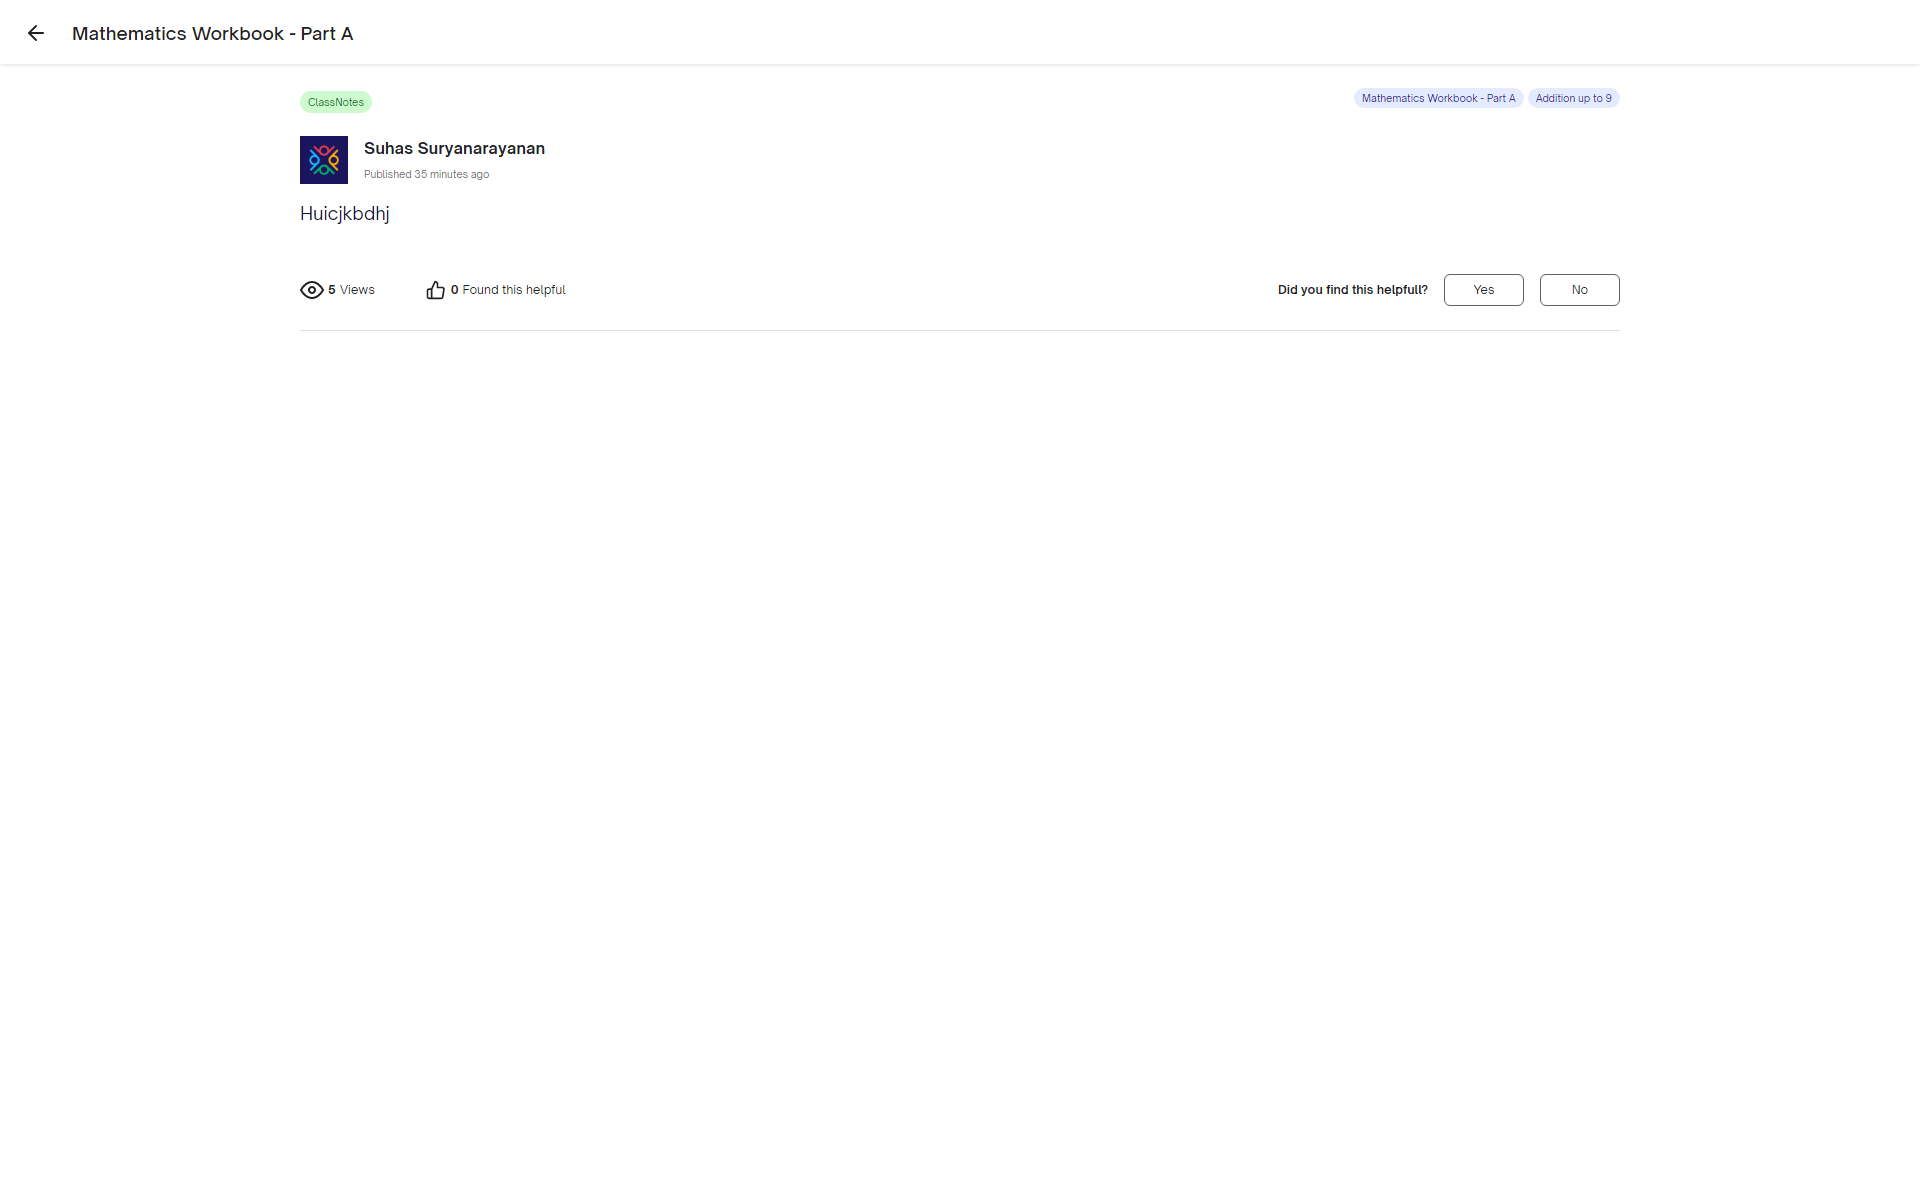 Mathematics Workbook - Part A
ClassNotes
Mathematics Workbook - Part A
Addition up to 9
Suhas Suryanarayanan
Published 35 minutes ago
Huicjkbdhj
5 Views
0 Found this helpful
Did you find this helpfull?
Yes
No